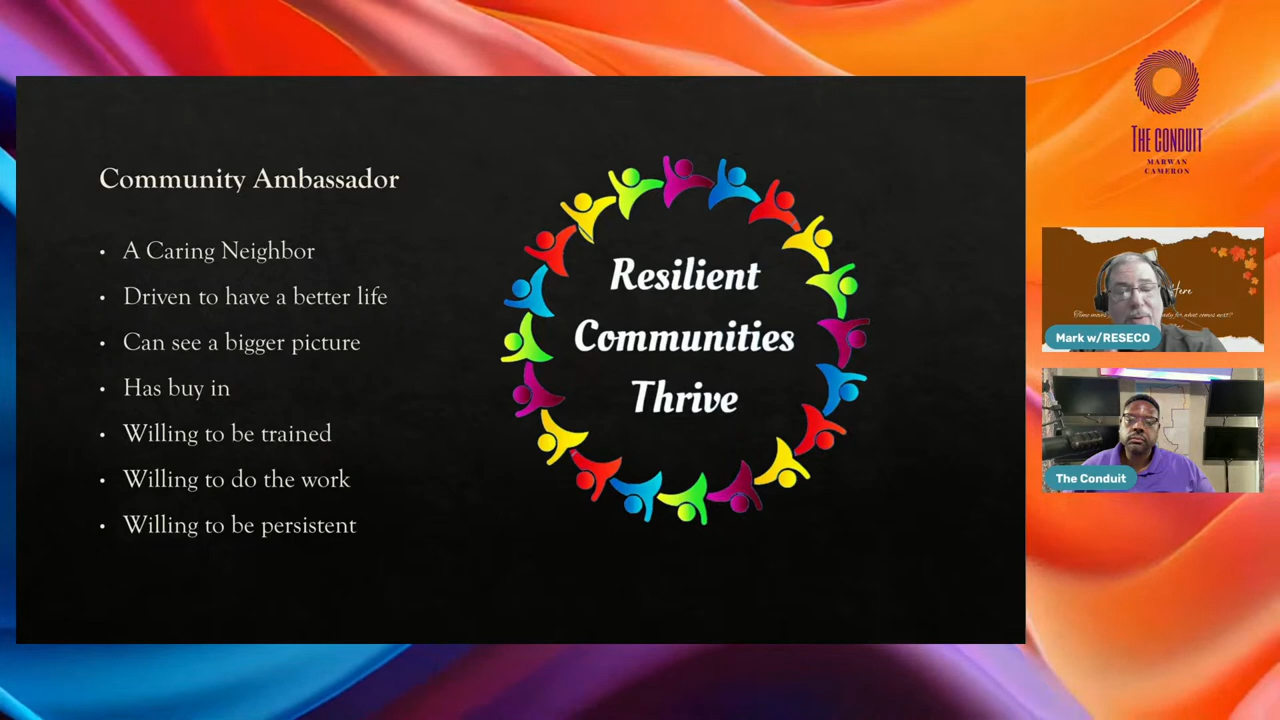 Community Ambassador
• A Caring Neighbor
• Driven to have a better life
• Can see a bigger picture
• Has buy in
• Willing to be trained
• Willing to do the work
• Willing to be persistent
Resilient
Communities
Thrive
THE CONDUIT
MARWAN
CAMERON
Mark w/RESECO
The Conduit